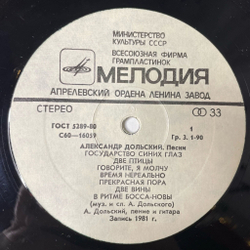 МИНИСТЕРСТВО
КУЛЬТУРЫ СССР
ВСЕСОЮЗНАЯ ФИРМА
ГРАМПЛАСТИНОК
МЕЛОДИЯ
АПРЕЛЕВСКИЙ ОРДЕНА ЛЕНИНА ЗАВОД
СТЕРЕО 33
ГОСТ 5289-80 1
С60—16059 Гр. 3. 1-90
АЛЕКСАНДР ДОЛЬСКИЙ. Песни
ГОСУДАРСТВО СИНИХ ГЛАЗ
ДВЕ ПТИЦЫ
ГОВОРИТЕ, Я МОЛЧУ
ВРЕМЯ НЕРЕАЛЬНО
ПРЕКРАСНАЯ ПОРА
ДВЕ ВИНЫ
В РИТМЕ БОССА-НОВЫ
(муз. и сл. А. Дольского)
А. Дольский, пение и гитара
Запись 1981 г.